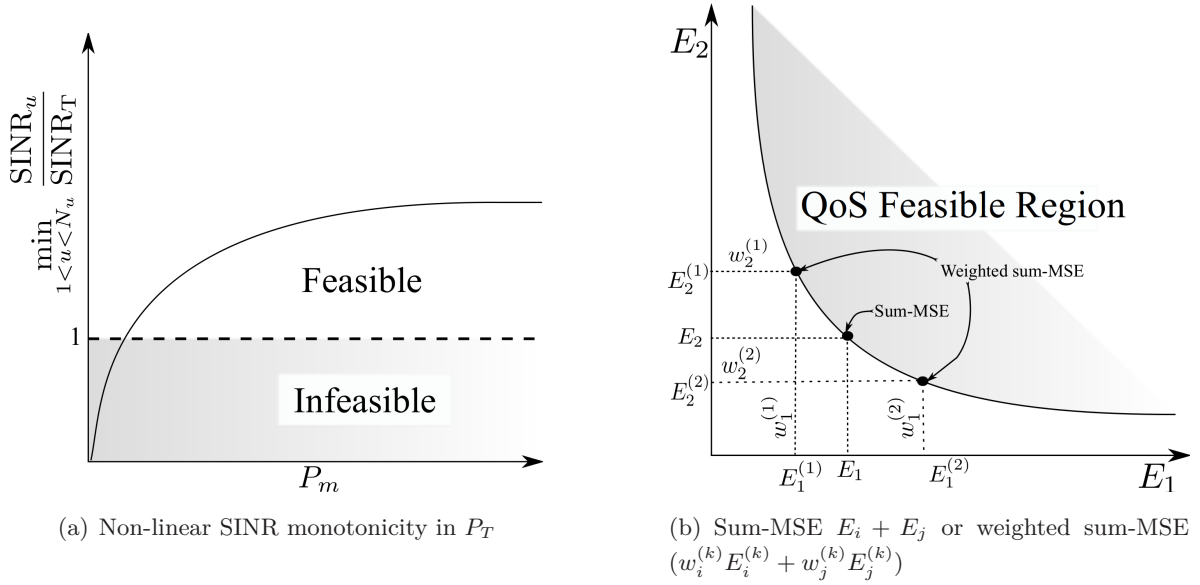 min_{1<u<N_u} SINR_u / SINR_T
Feasible
1
Infeasible
P_m
(a) Non-linear SINR monotonicity in P_T
E_2
QoS Feasible Region
w_2^{(1)}
Weighted sum-MSE
E_2^{(1)}
Sum-MSE
E_2
w_2^{(2)}
E_2^{(2)}
w_1^{(1)}
w_1^{(2)}
E_1^{(1)}
E_1
E_1^{(2)}
E_1
(b) Sum-MSE E_i + E_j or weighted sum-MSE
(w_i^{(k)}E_i^{(k)} + w_j^{(k)}E_j^{(k)})